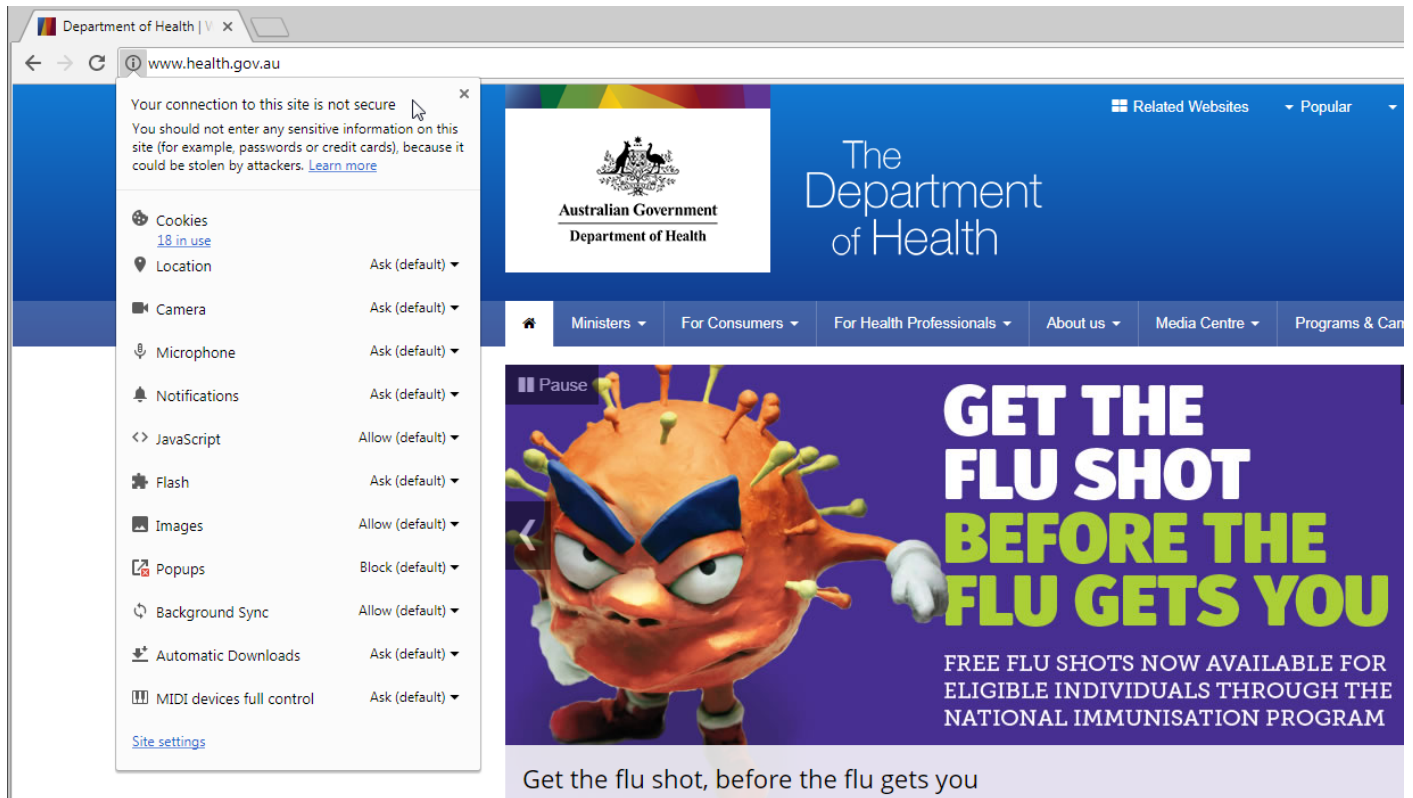 Department of Health | V
www.health.gov.au
Your connection to this site is not secure
You should not enter any sensitive information on this
site (for example, passwords or credit cards), because it
could be stolen by attackers. Learn more
Cookies
18 in use
Location Ask (default)
Camera Ask (default)
Microphone Ask (default)
Notifications Ask (default)
JavaScript Allow (default)
Flash Ask (default)
Images Allow (default)
Popups Block (default)
Background Sync Allow (default)
Automatic Downloads Ask (default)
MIDI devices full control Ask (default)
Site settings
Related Websites Popular
Australian Government
Department of Health
The
Department
of Health
Ministers For Consumers For Health Professionals About us Media Centre Programs & Cam
Pause
GET THE
FLU SHOT
BEFORE THE
FLU GETS YOU
FREE FLU SHOTS NOW AVAILABLE FOR
ELIGIBLE INDIVIDUALS THROUGH THE
NATIONAL IMMUNISATION PROGRAM
Get the flu shot, before the flu gets you